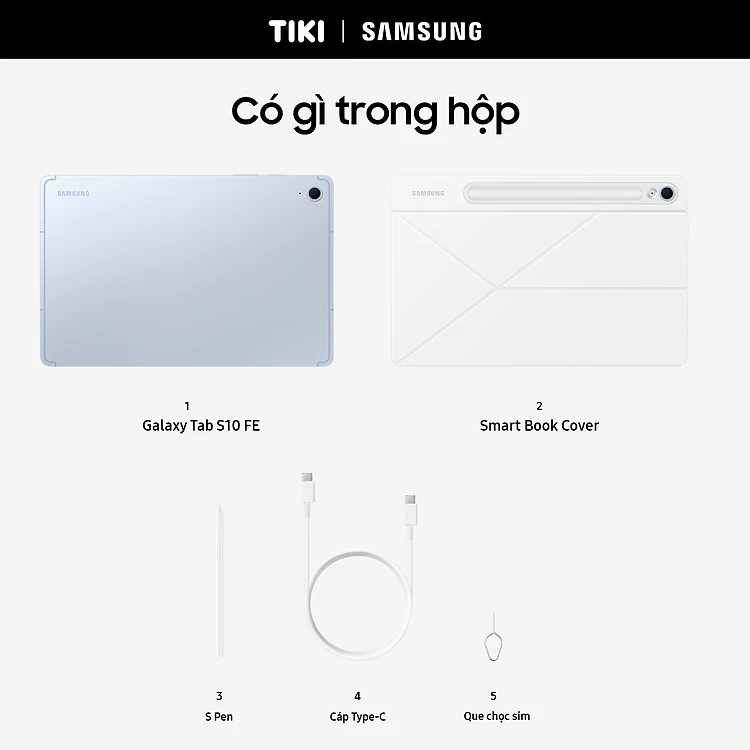 TIKI | SAMSUNG
Có gì trong hộp
SAMSUNG
SAMSUNG
1
Galaxy Tab S10 FE
2
Smart Book Cover
3
S Pen
4
Cáp Type-C
5
Que chọc sim